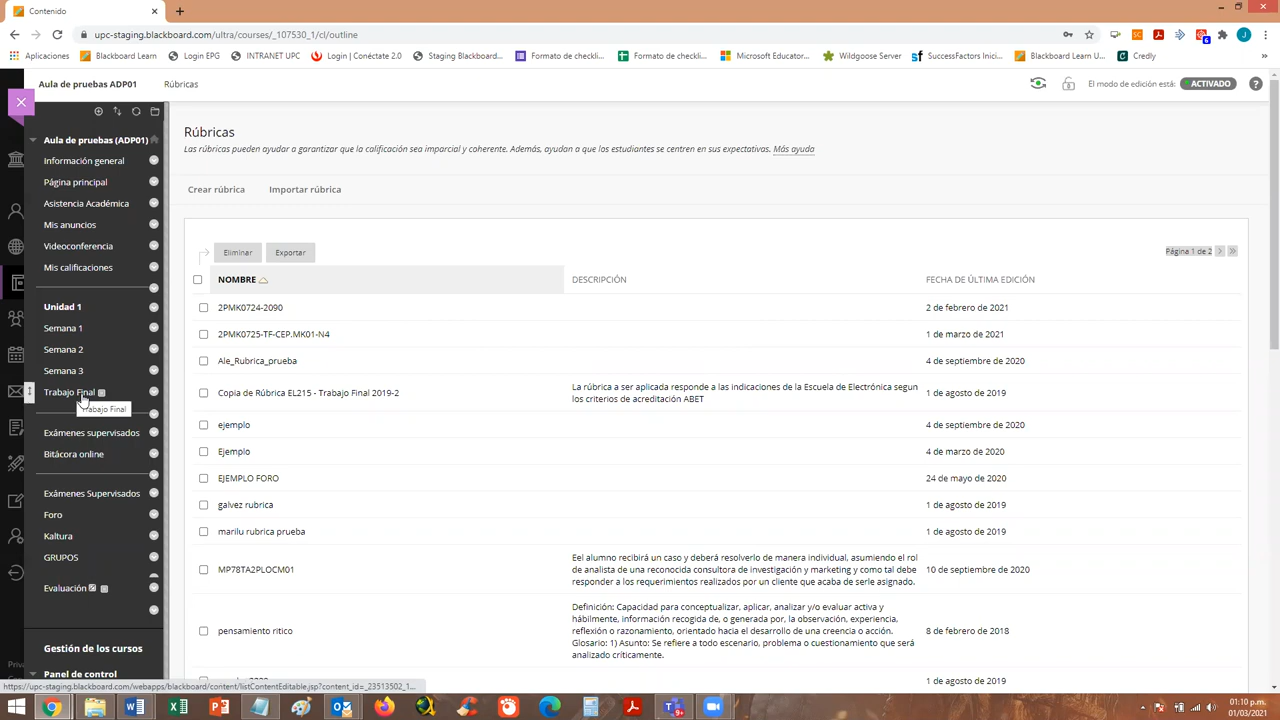 Contenido
upc-staging.blackboard.com/ultra/courses/_107530_1/cl/outline
Aplicaciones
Blackboard Learn
Login EPG
INTRANET UPC
Login | Conéctate 2.0
Staging Blackboard...
Formato de checkli...
Formato de checkli...
Microsoft Educator...
Wildgoose Server
SuccessFactors Inici...
Blackboard Learn U...
Credly
Aula de pruebas ADP01
Rúbricas
El modo de edición está:
ACTIVADO
Aula de pruebas (ADP01)
Información general
Página principal
Asistencia Académica
Mis anuncios
Videoconferencia
Mis calificaciones
Unidad 1
Semana 1
Semana 2
Semana 3
Trabajo Final
Trabajo Final
Exámenes supervisados
Bitácora online
Exámenes Supervisados
Foro
Kaltura
GRUPOS
Evaluación
Gestión de los cursos
Panel de control
Rúbricas
Las rúbricas pueden ayudar a garantizar que la calificación sea imparcial y coherente. Además, ayudan a que los estudiantes se centren en sus expectativas. Más ayuda
Crear rúbrica
Importar rúbrica
Eliminar
Exportar
Página 1 de 2
NOMBRE
DESCRIPCIÓN
FECHA DE ÚLTIMA EDICIÓN
2PMK0724-2090
2 de febrero de 2021
2PMK0725-TF-CEP.MK01-N4
1 de marzo de 2021
Ale_Rubrica_prueba
4 de septiembre de 2020
Copia de Rúbrica EL215 - Trabajo Final 2019-2
La rúbrica a ser aplicada responde a las indicaciones de la Escuela de Electrónica segun
los criterios de acreditación ABET
1 de agosto de 2019
ejemplo
4 de septiembre de 2020
Ejemplo
4 de marzo de 2020
EJEMPLO FORO
24 de mayo de 2020
galvez rubrica
1 de agosto de 2019
marilu rubrica prueba
1 de agosto de 2019
MP78TA2PLOCM01
Eel alumno recibirá un caso y deberá resolverlo de manera individual, asumiendo el rol
de analista de una reconocida consultora de investigación y marketing y como tal debe
responder a los requerimientos realizados por un cliente que acaba de serle asignado.
10 de septiembre de 2020
pensamiento ritico
Definición: Capacidad para conceptualizar, aplicar, analizar y/o evaluar activa y
hábilmente, información recogida de, o generada por, la observación, experiencia,
reflexión o razonamiento, orientado hacia el desarrollo de una creencia o acción.
Glosario: 1) Asunto: Se refiere a todo escenario, problema o cuestionamiento que será
analizado críticamente.
8 de febrero de 2018
1 de agosto de 2019
https://upc-staging.blackboard.com/webapps/blackboard/content/listContentEditable.jsp?content_id=_23513502_1...
01:10 p.m.
01/03/2021